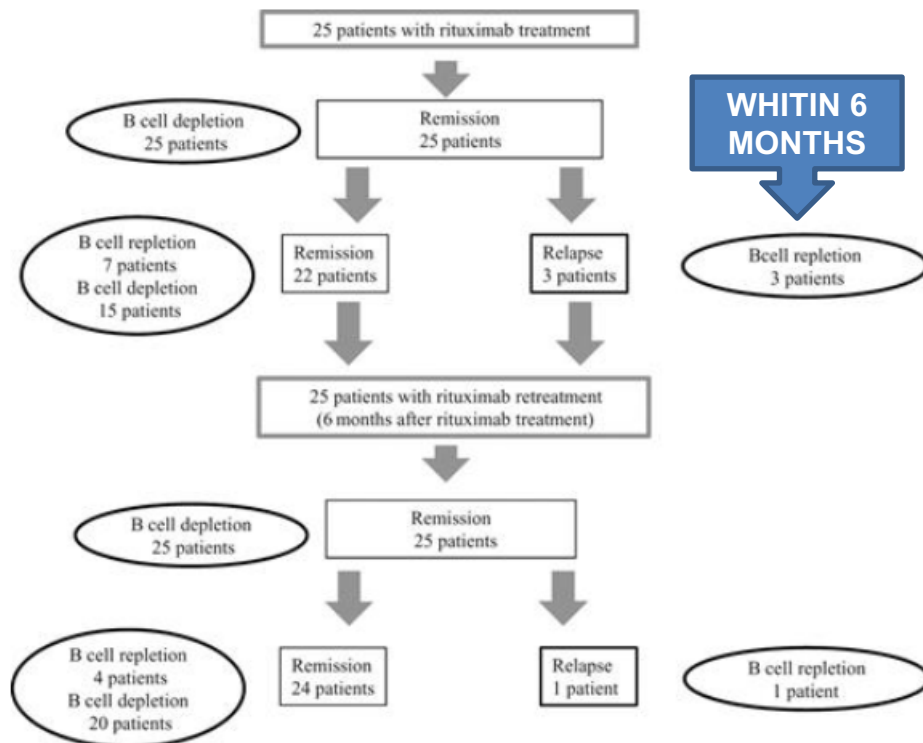 25 patients with rituximab treatment
B cell depletion
25 patients
Remission
25 patients
WHITIN 6
MONTHS
B cell repletion
7 patients
B cell depletion
15 patients
Remission
22 patients
Relapse
3 patients
Bcell repletion
3 patients
25 patients with rituximab retreatment
(6 months after rituximab treatment)
B cell depletion
25 patients
Remission
25 patients
B cell repletion
4 patients
B cell depletion
20 patients
Remission
24 patients
Relapse
1 patient
B cell repletion
1 patient